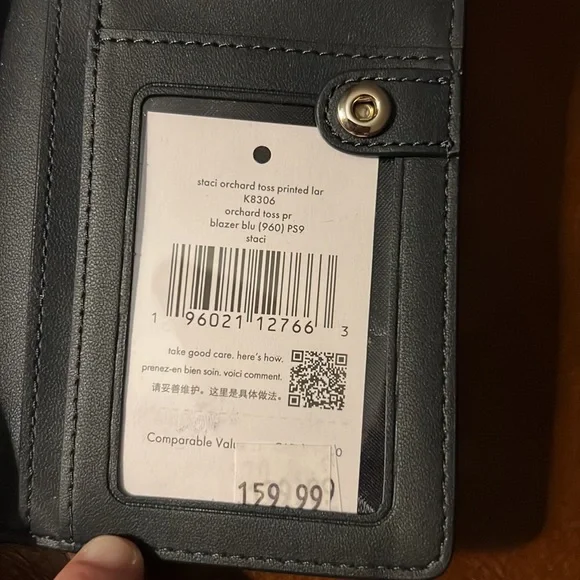 staci orchard toss printed lar
K8306
orchard toss pr
blazer blu (960) PS9
staci
1 96021 12766 3
take good care. here's how.
prenez-en bien soin. voici comment.
请妥善维护。这里是具体做法。
Comparable
159.99